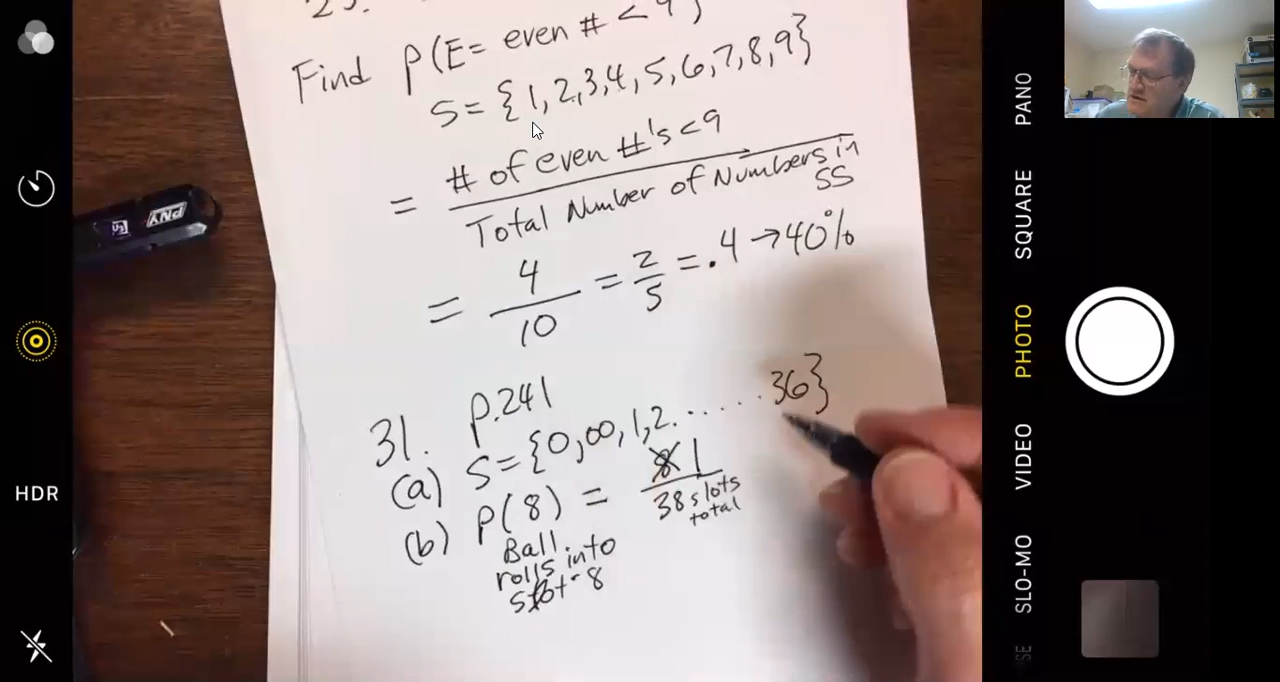 Find P(E= even # < 9)
S= {1,2,3,4,5,6,7,8,9}
= # of even #'s < 9
Total Number of Numbers in SS
= 4/10 = 2/5 = .4 → 40%
31. p.241
(a) S={0,00,1,2.......36}
(b) P(8) = 1
38 slots total
Ball
rolls into
slot-8
PNY
HDR
PANO
SQUARE
PHOTO
VIDEO
SLO-MO